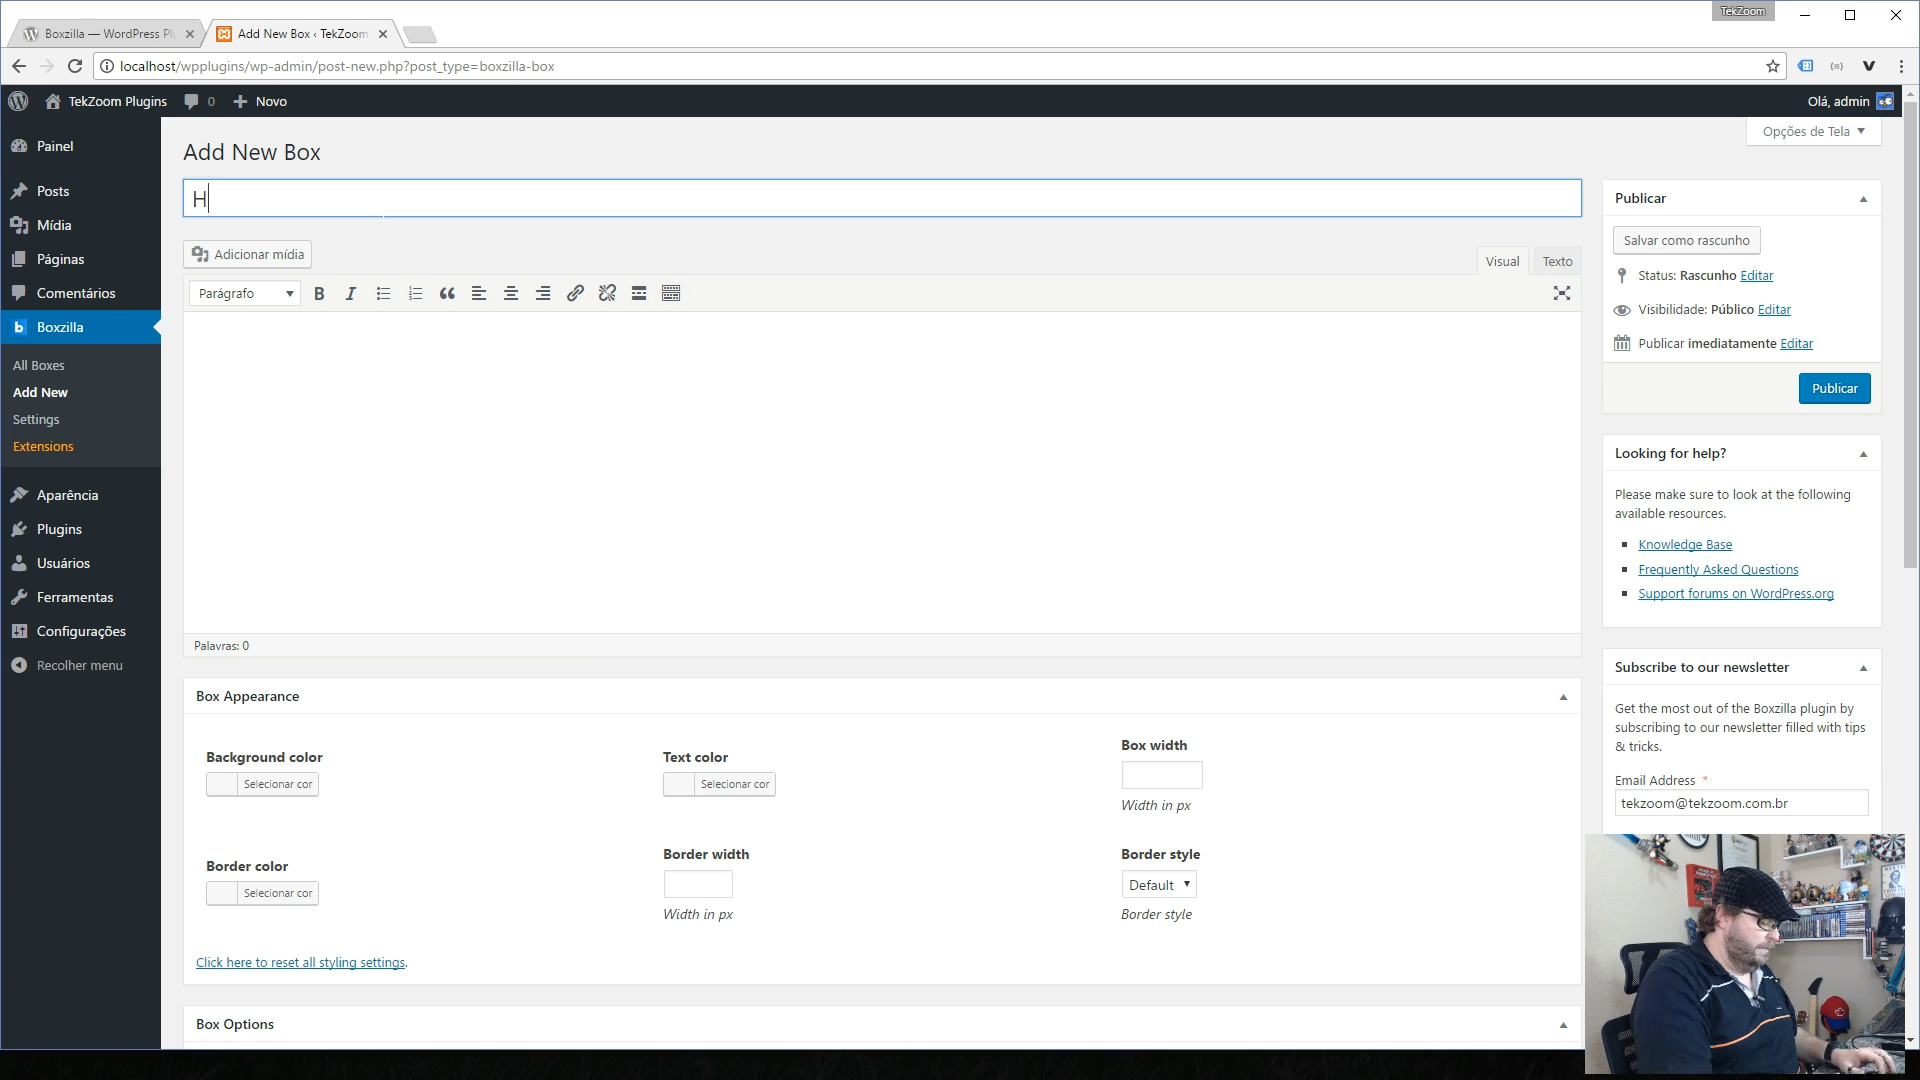 TekZoom
Boxzilla — WordPress Plu
Add New Box ‹ TekZoom
localhost/wpplugins/wp-admin/post-new.php?post_type=boxzilla-box
TekZoom Plugins
0
Novo
Olá, admin
Opções de Tela
Painel
Posts
Mídia
Páginas
Comentários
Boxzilla
All Boxes
Add New
Settings
Extensions
Aparência
Plugins
Usuários
Ferramentas
Configurações
Recolher menu
Add New Box
H
Adicionar mídia
Visual
Texto
Parágrafo
B I
Palavras: 0
Box Appearance
Background color
Selecionar cor
Text color
Selecionar cor
Box width
Width in px
Border color
Selecionar cor
Border width
Width in px
Border style
Default
Border style
Click here to reset all styling settings.
Box Options
Publicar
Salvar como rascunho
Status: Rascunho Editar
Visibilidade: Público Editar
Publicar imediatamente Editar
Publicar
Looking for help?
Please make sure to look at the following
available resources.
Knowledge Base
Frequently Asked Questions
Support forums on WordPress.org
Subscribe to our newsletter
Get the most out of the Boxzilla plugin by
subscribing to our newsletter filled with tips
& tricks.
Email Address *
tekzoom@tekzoom.com.br